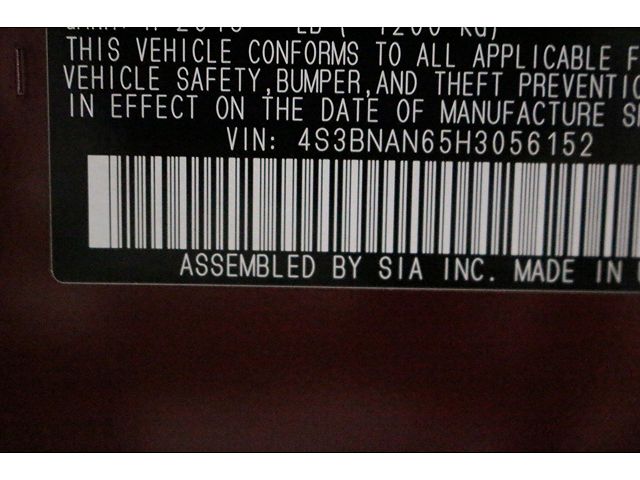 THIS VEHICLE CONFORMS TO ALL APPLICABLE F
VEHICLE SAFETY,BUMPER,AND THEFT PREVENTIO
IN EFFECT ON THE DATE OF MANUFACTURE S
VIN: 4S3BNAN65H3056152
ASSEMBLED BY SIA INC. MADE IN